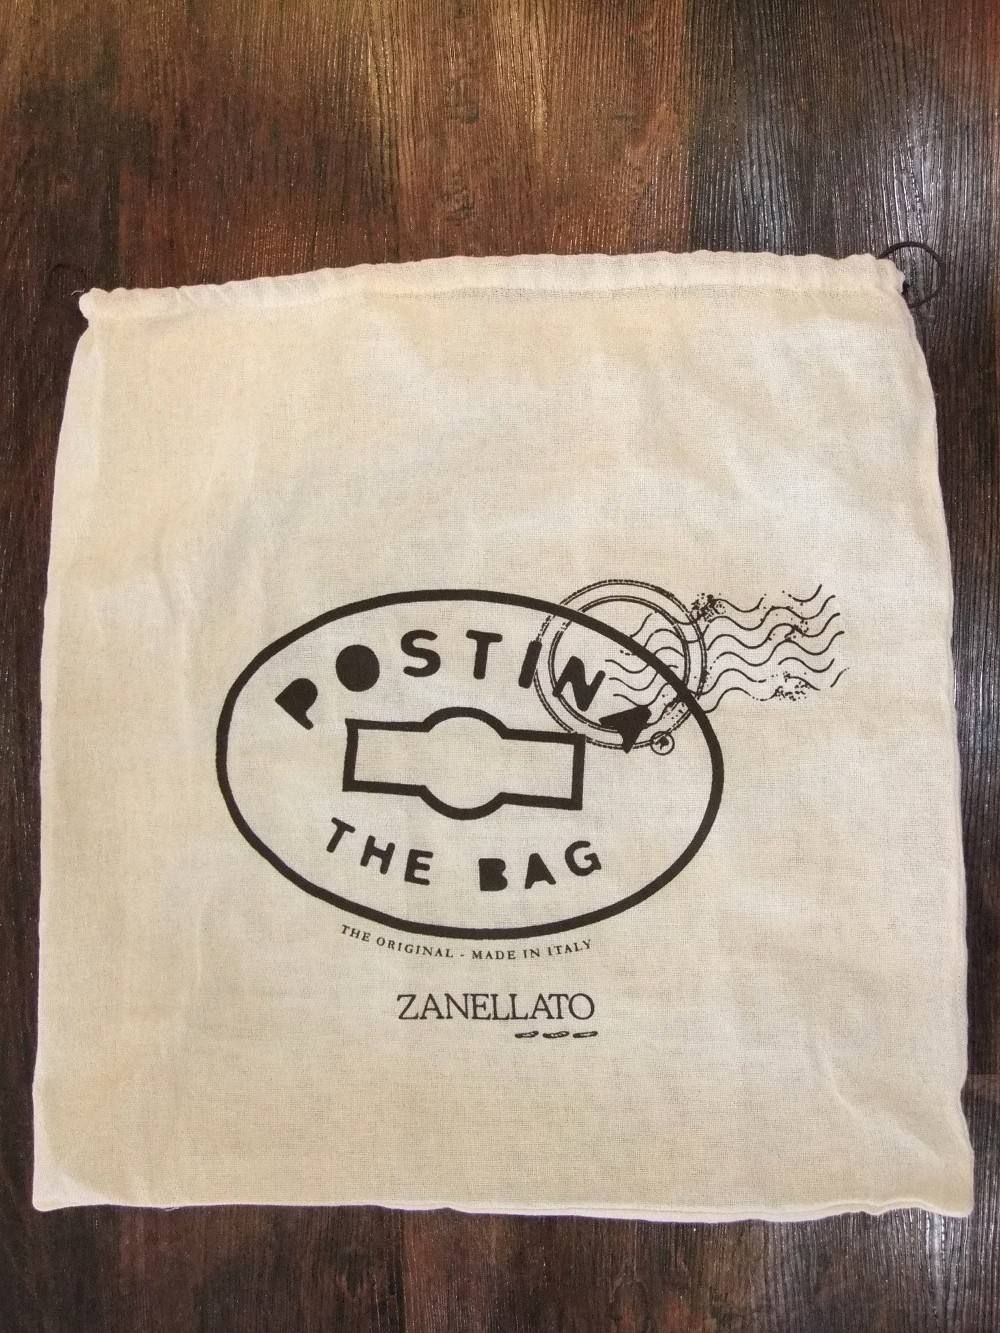 POSTINA
THE BAG
THE ORIGINAL - MADE IN ITALY
ZANELLATO